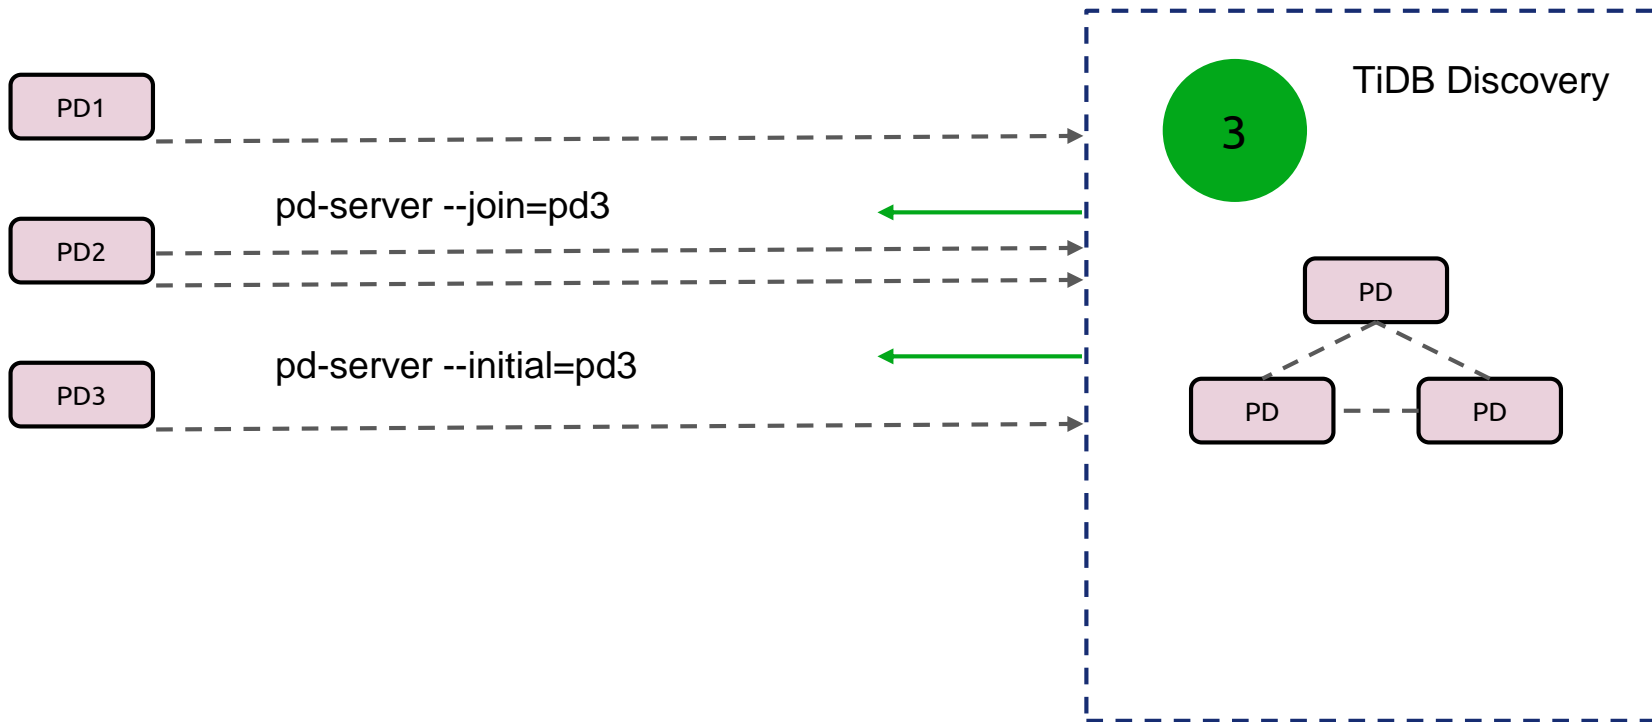 PD1
PD2
PD3
pd-server --join=pd3
pd-server --initial=pd3
3
TiDB Discovery
PD
PD
PD